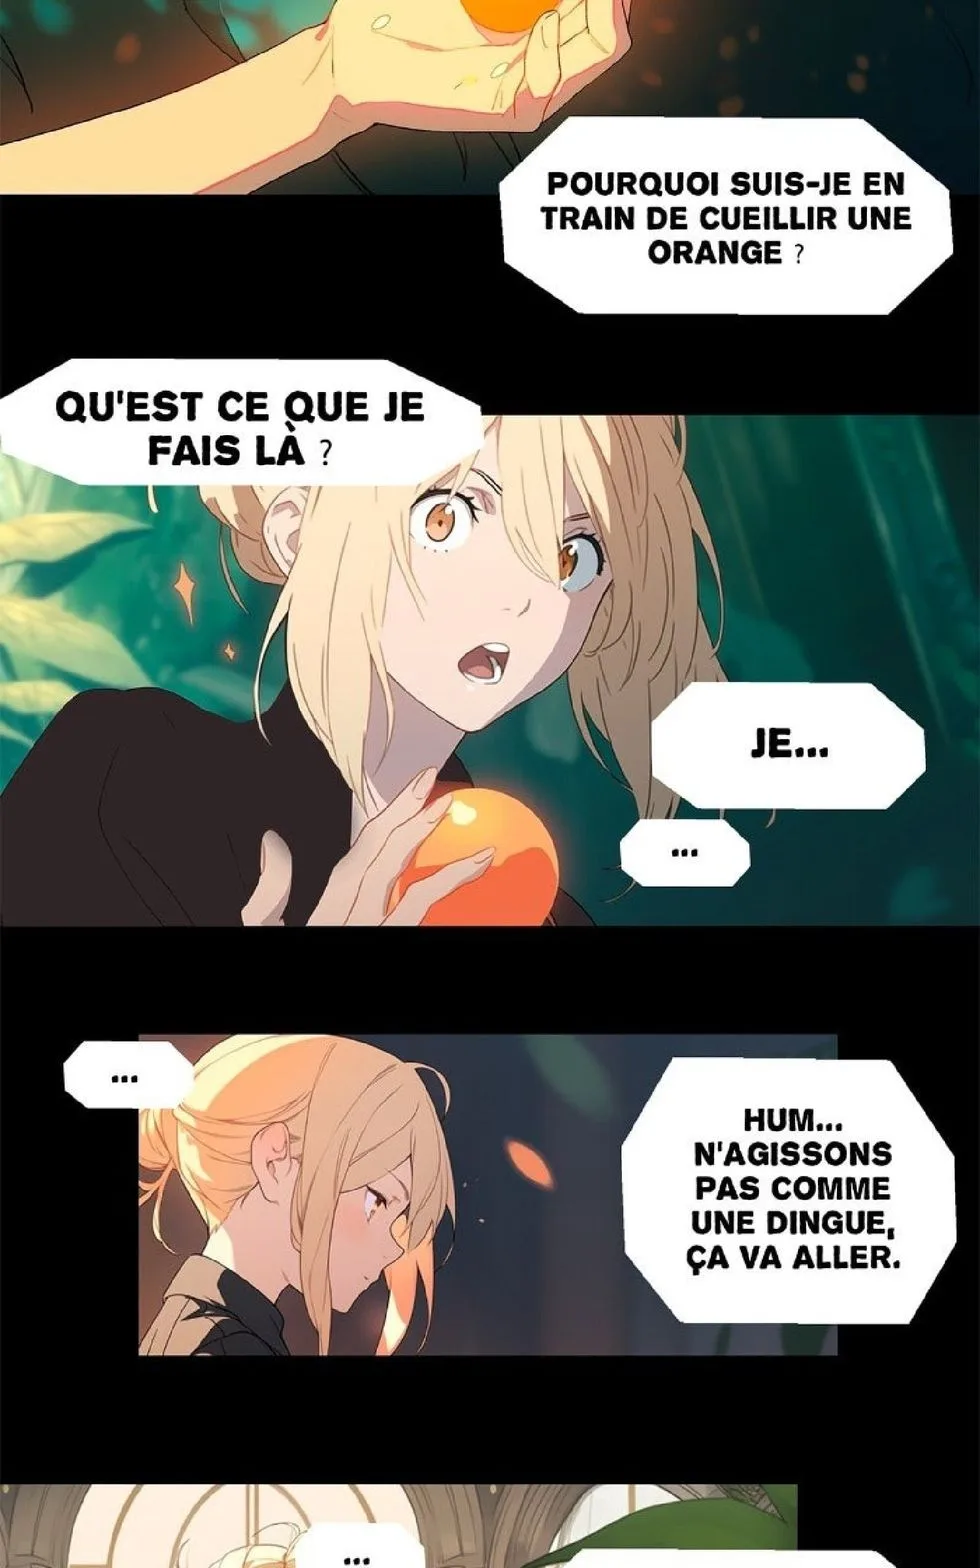 POURQUOI SUIS-JE EN
TRAIN DE CUEILLIR UNE
ORANGE ?
QU'EST CE QUE JE
FAIS LÀ ?
JE...
...
...
HUM...
N'AGISSONS
PAS COMME
UNE DINGUE,
ÇA VA ALLER.
...